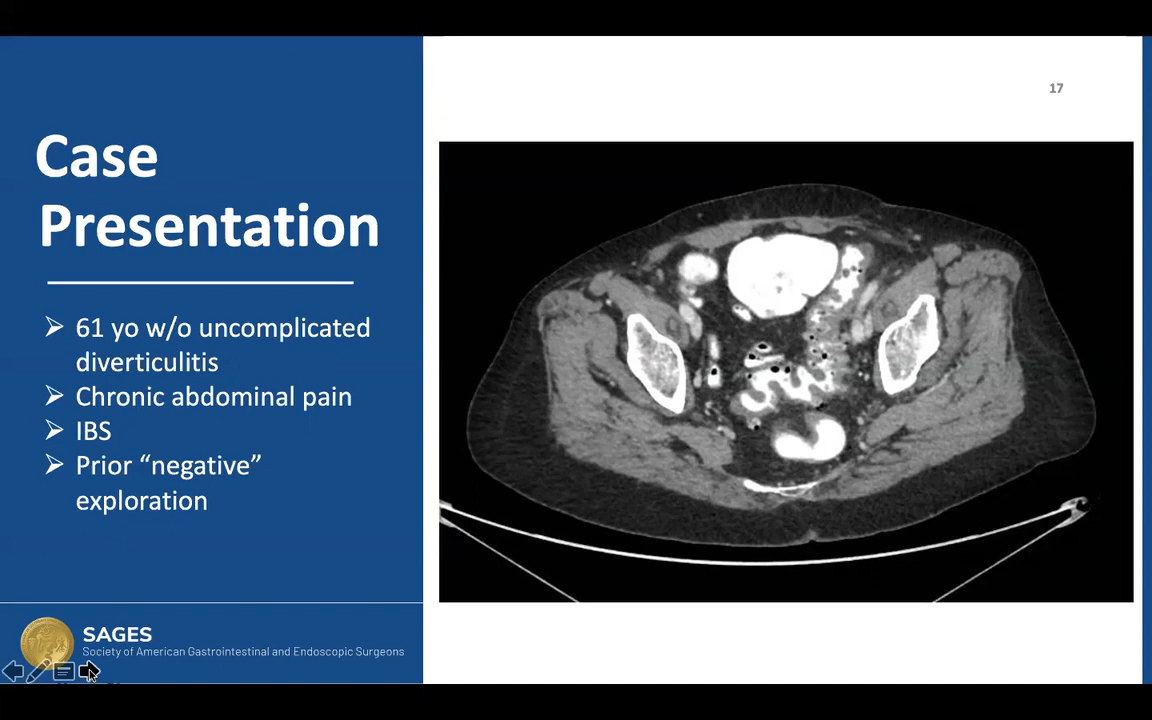 17
Case
Presentation
61 yo w/o uncomplicated
diverticulitis
Chronic abdominal pain
IBS
Prior “negative”
exploration
SAGES
Society of American Gastrointestinal and Endoscopic Surgeons